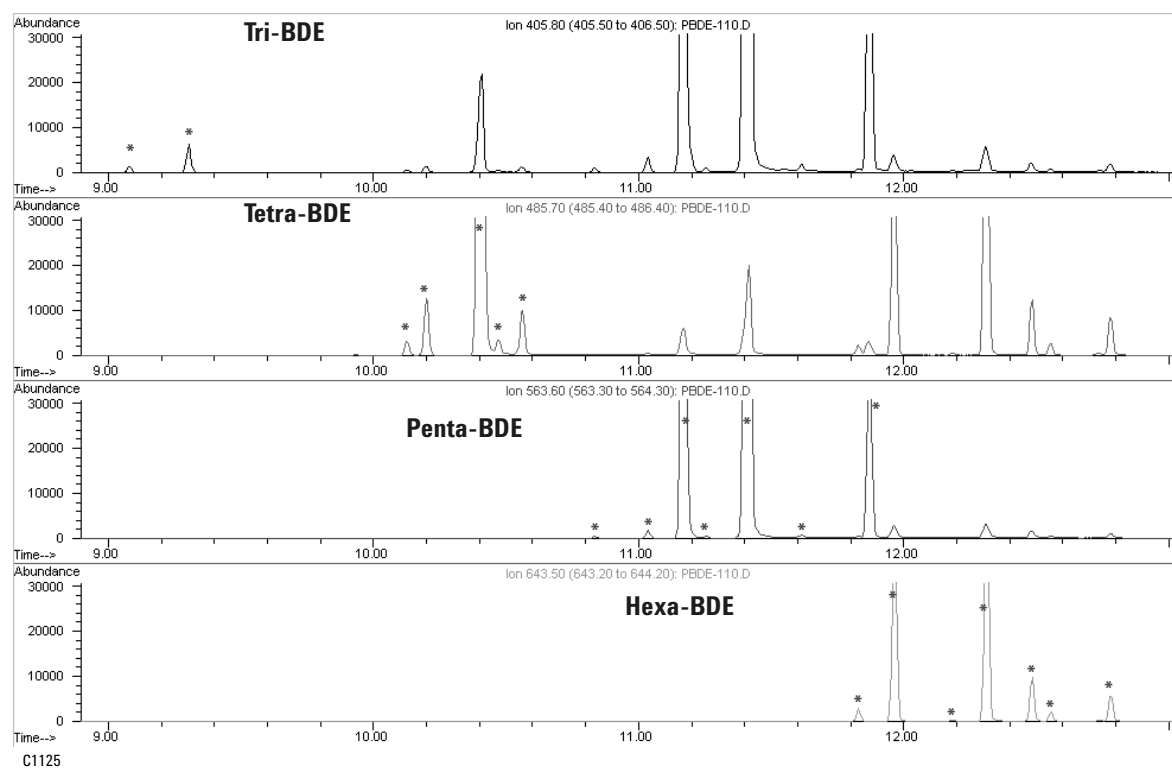 Abundance
Tri-BDE
Ion 405.80 (405.50 to 406.50): PBDE-110.D
30000
20000
10000
0
* *
Time--> 9.00 10.00 11.00 12.00
Abundance
Tetra-BDE
Ion 485.70 (485.40 to 486.40): PBDE-110.D
30000
20000
10000
0
* * * * *
Time--> 9.00 10.00 11.00 12.00
Abundance
Penta-BDE
Ion 563.60 (563.30 to 564.30): PBDE-110.D
30000
20000
10000
0
* * * * * * *
Time--> 9.00 10.00 11.00 12.00
Abundance
Hexa-BDE
Ion 643.50 (643.20 to 644.20): PBDE-110.D
30000
20000
10000
0
* * * * * * *
Time--> 9.00 10.00 11.00 12.00
C1125